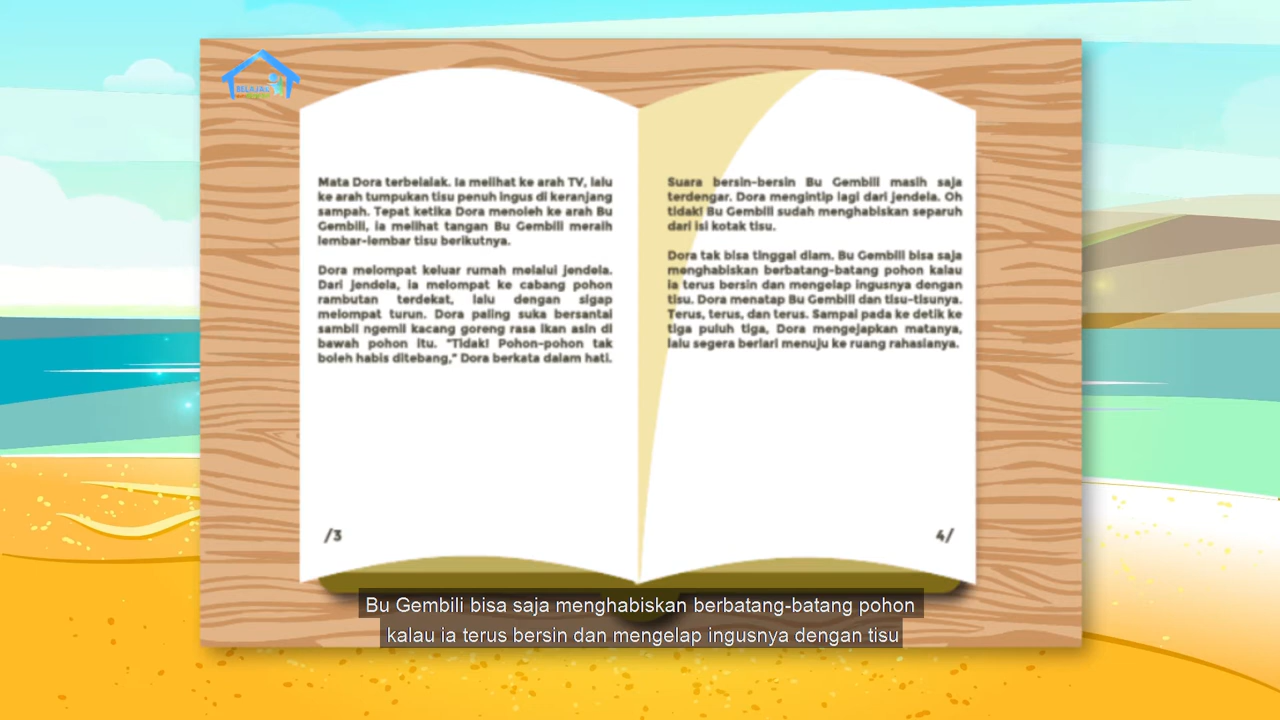 BELAJAR
Mata Dora terbelalak. Ia melihat ke arah TV, lalu
ke arah tumpukan tisu penuh ingus di keranjang
sampah. Tepat ketika Dora menoleh ke arah Bu
Gembili, ia melihat tangan Bu Gembili meraih
lembar-lembar tisu berikutnya.
Dora melompat keluar rumah melalui jendela.
Dari jendela, ia melompat ke cabang pohon
rambutan terdekat, lalu dengan sigap
melompat turun. Dora paling suka bersantai
sambil ngemil kacang goreng rasa ikan asin di
bawah pohon itu. "Tidak! Pohon-pohon tak
boleh habis ditebang," Dora berkata dalam hati.
/3
Suara bersin-bersin Bu Gembili masih saja
terdengar. Dora mengintip lagi dari jendela. Oh
tidak! Bu Gembili sudah menghabiskan separuh
dari isi kotak tisu.
Dora tak bisa tinggal diam. Bu Gembili bisa saja
menghabiskan berbatang-batang pohon kalau
ia terus bersin dan mengelap ingusnya dengan
tisu. Dora menatap Bu Gembili dan tisu-tisunya.
Terus, terus, dan terus. Sampai pada ke detik ke
tiga puluh tiga, Dora mengejapkan matanya,
lalu segera berlari menuju ke ruang rahasianya.
4/
Bu Gembili bisa saja menghabiskan berbatang-batang pohon
kalau ia terus bersin dan mengelap ingusnya dengan tisu